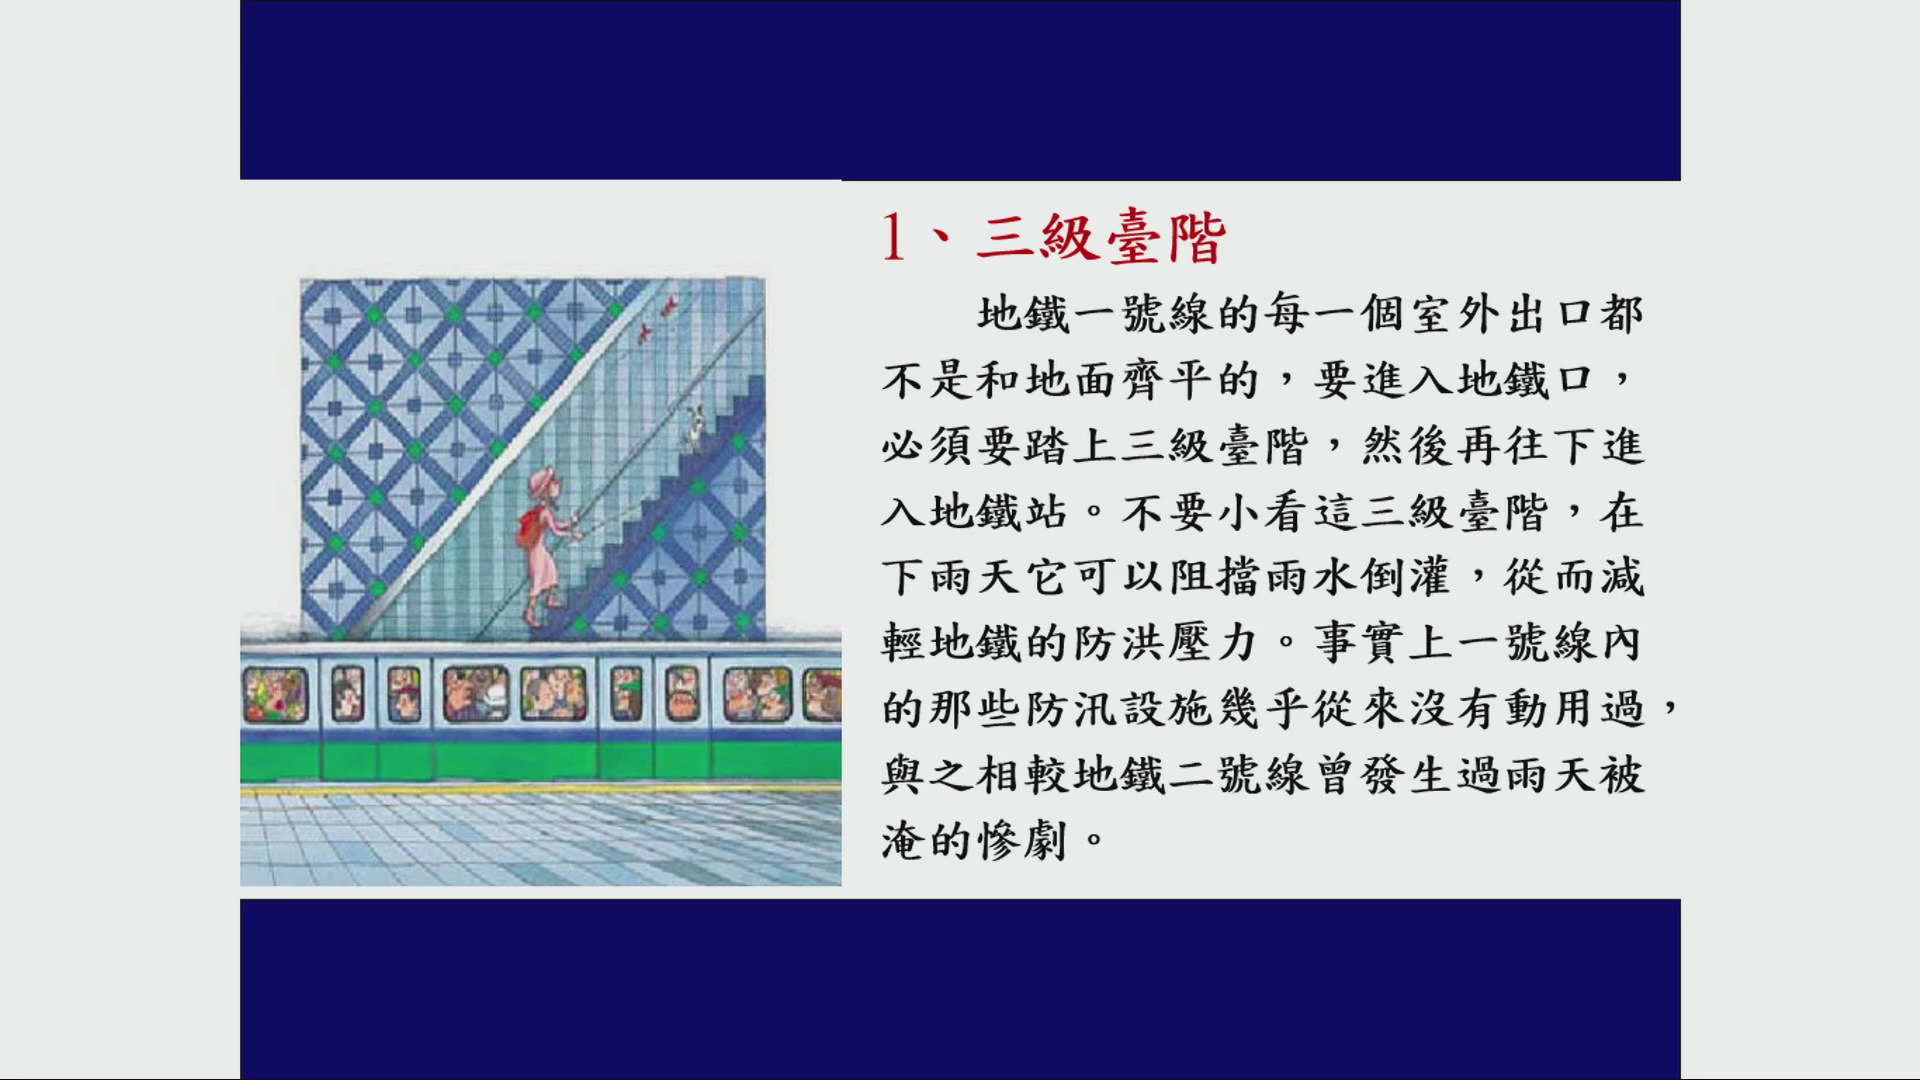 1、三級臺階
地鐵一號線的每一個室外出口都
不是和地面齊平的，要進入地鐵口，
必須要踏上三級臺階，然後再往下進
入地鐵站。不要小看這三級臺階，在
下雨天它可以阻擋雨水倒灌，從而減
輕地鐵的防洪壓力。事實上一號線內
的那些防汛設施幾乎從來沒有動用過，
與之相較地鐵二號線曾發生過雨天被
淹的慘劇。